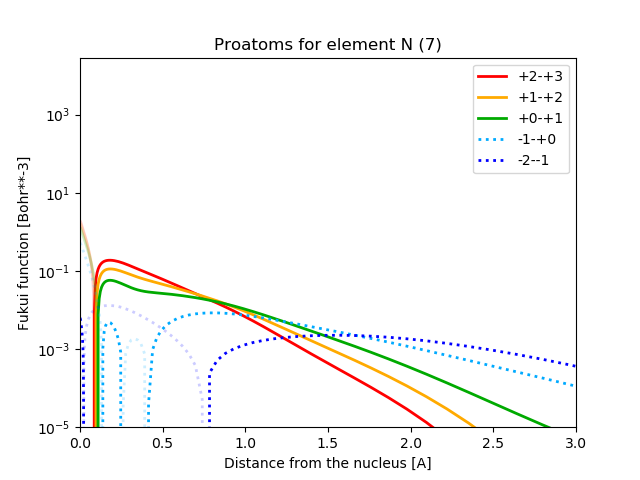 Proatoms for element N (7)
Fukui function [Bohr**-3]
10³
10¹
10⁻¹
10⁻³
10⁻⁵
+2-+3
+1-+2
+0-+1
-1-+0
-2--1
0.0 0.5 1.0 1.5 2.0 2.5 3.0
Distance from the nucleus [A]